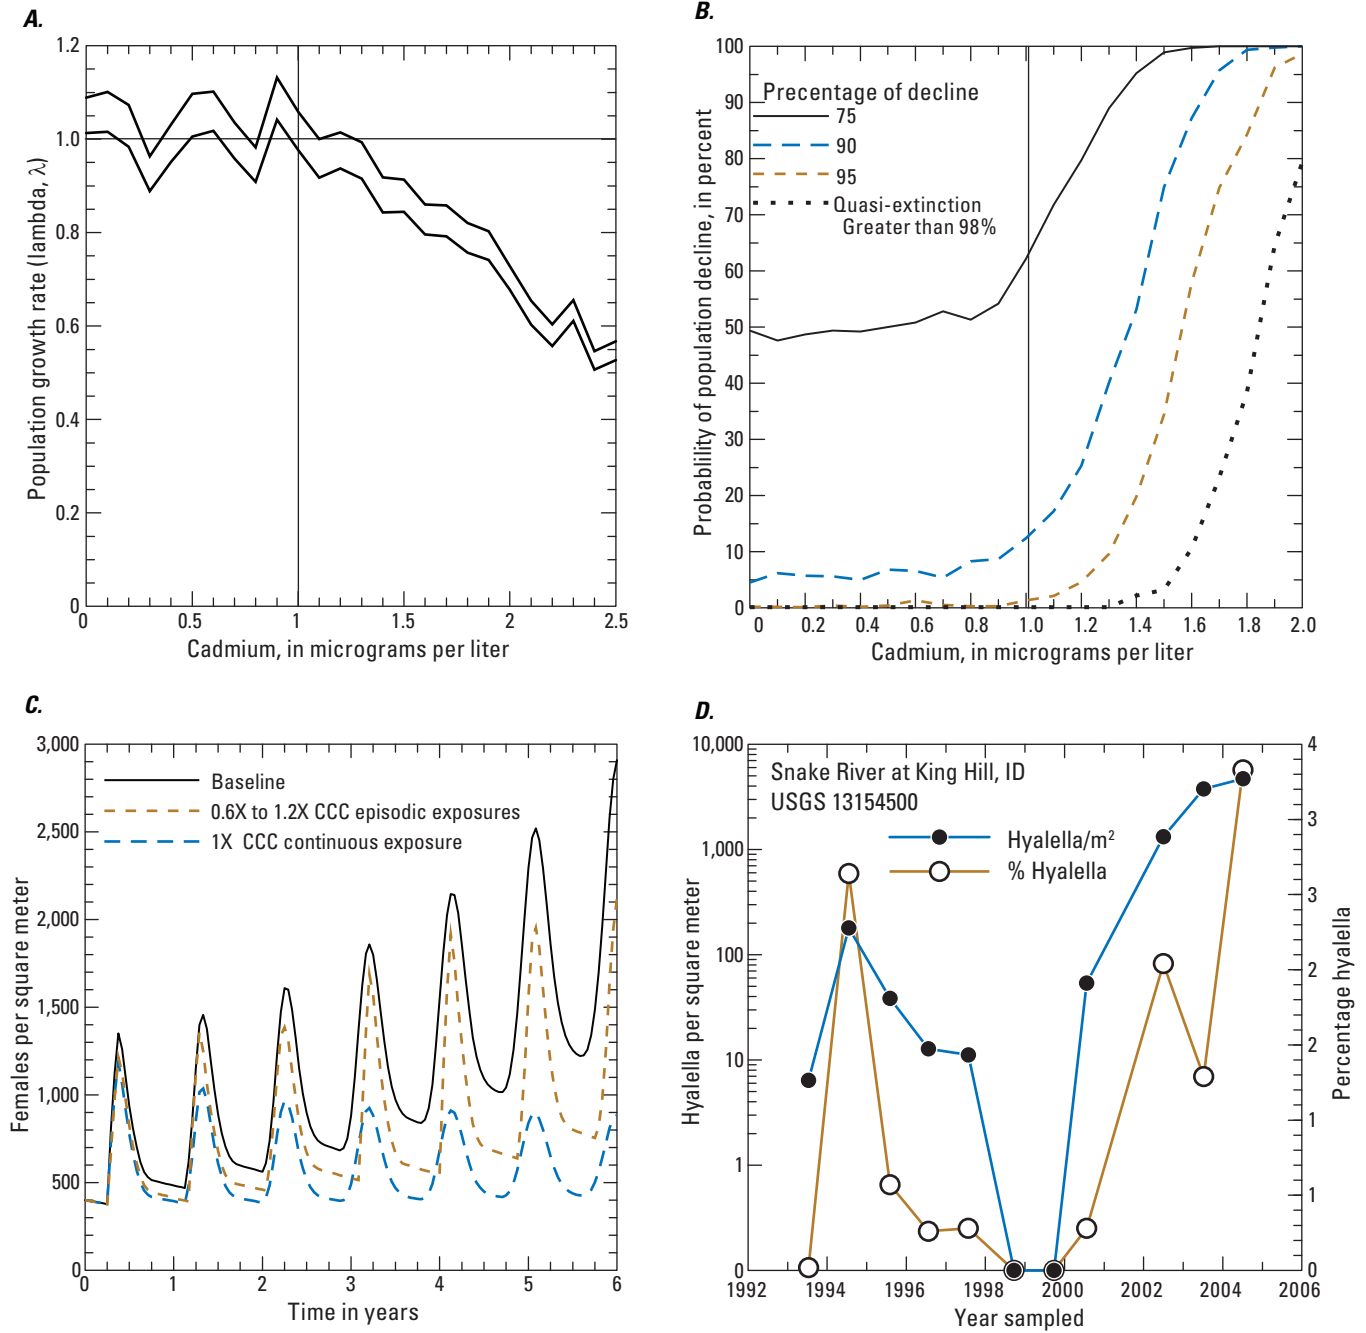 A.
1.2
1.0
0.8
0.6
0.4
0.2
0
Population growth rate (lambda, λ)
0 0.5 1 1.5 2.0 2.5
Cadmium, in micrograms per liter
B.
100
90
80
70
60
50
40
30
20
10
0
Probablility of population decline, in percent
Precentage of decline
75
90
95
Quasi-extinction
Greater than 98%
0 0.2 0.4 0.6 0.8 1.0 1.2 1.4 1.6 1.8 2.0
Cadmium, in micrograms per liter
C.
3,000
2,500
2,000
1,500
1,000
500
0
Females per square meter
Baseline
0.6X to 1.2X CCC episodic exposures
1X CCC continuous exposure
0 1 2 3 4 5 6
Time in years
D.
10,000
1,000
100
10
1
0
Hyalella per square meter
Snake River at King Hill, ID
USGS 13154500
Hyalella/m²
% Hyalella
4
3
3
2
2
1
1
0
Percentage hyalella
1992 1994 1996 1998 2000 2002 2004 2006
Year sampled